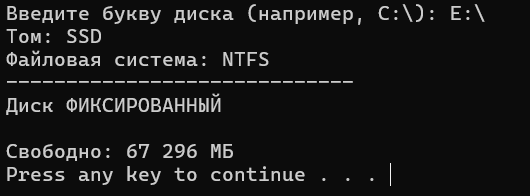 Введите букву диска (например, C:\): E:\
Том: SSD
Файловая система: NTFS
-----------------------------
Диск ФИКСИРОВАННЫЙ
Свободно: 67 296 МБ
Press any key to continue . . .